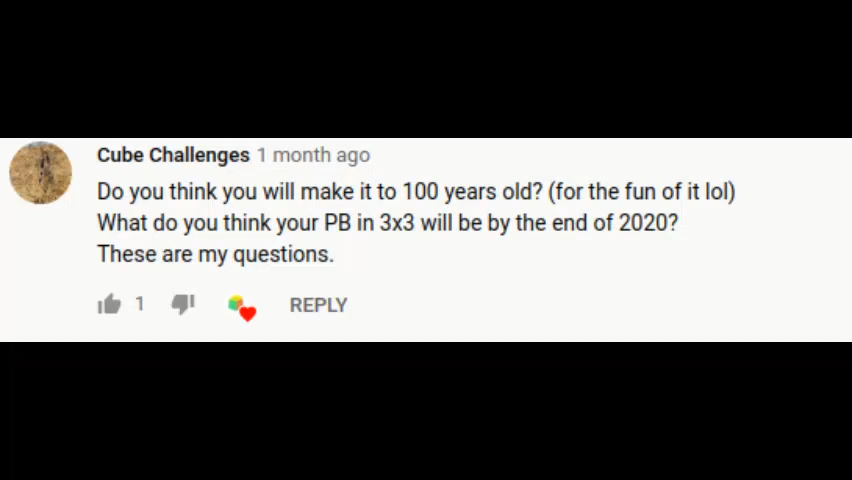 Cube Challenges 1 month ago
Do you think you will make it to 100 years old? (for the fun of it lol)
What do you think your PB in 3x3 will be by the end of 2020?
These are my questions.
1 REPLY